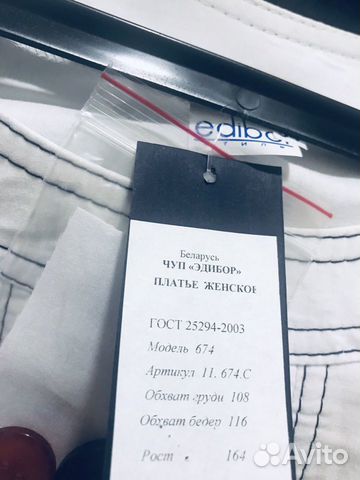 edibo.
Беларусь
ЧУП «ЭДИБОР»
ПЛАТЬЕ ЖЕНСКОЕ
ГОСТ 25294-2003
Модель 674
Артикул 11.674.С
Обхват груди 108
Обхват бедер 116
Рост 164
Avito